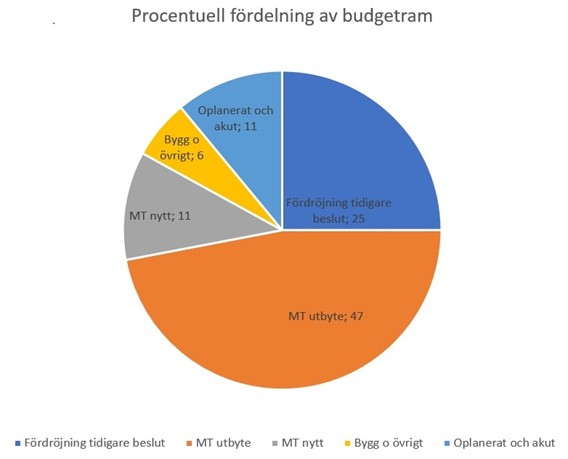 Procentuell fördelning av budgetram
.
Oplanerat och
akut; 11
Bygg o
övrigt; 6
Fördröjning tidigare
beslut; 25
MT nytt; 11
MT utbyte; 47
Fördröjning tidigare beslut MT utbyte MT nytt Bygg o övrigt Oplanerat och akut